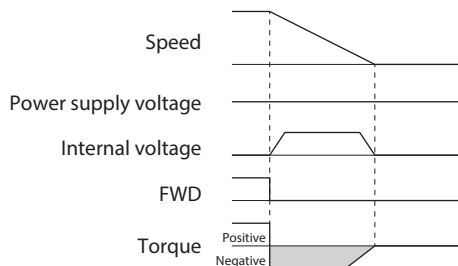 Speed
Power supply voltage
Internal voltage
FWD
Torque
Positive
Negative